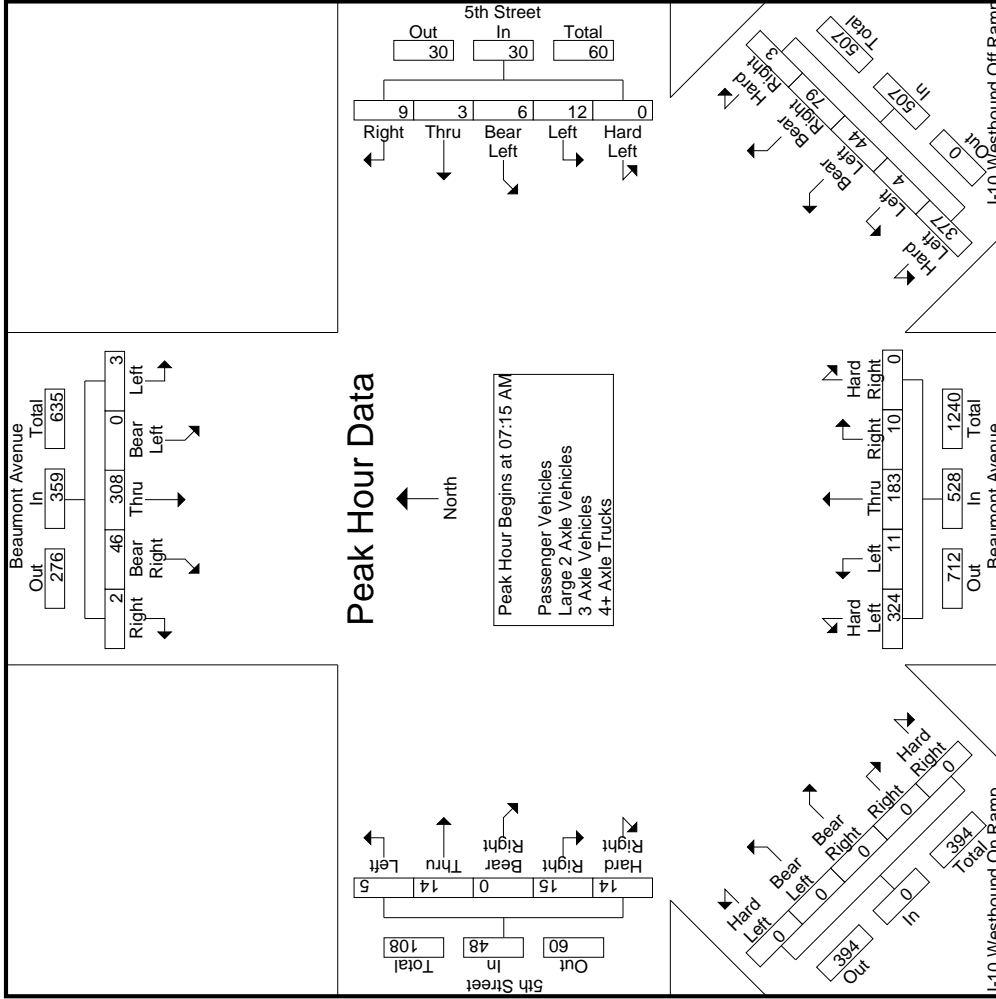 Beaumont Avenue
Out In Total
276 359 635
2 46 308 0 3
Right Bear Right Thru Bear Left Left
5th Street
Out In Total
30 30 60
9 3 6 12 0
Right Thru Bear Left Left Hard Left
I-10 Westbound Off Ramp
Total In Out
507 507 0
3 79 44 4 377
Hard Right Bear Right Bear Left Left Hard Left
Peak Hour Data
North
Peak Hour Begins at 07:15 AM
Passenger Vehicles
Large 2 Axle Vehicles
3 Axle Vehicles
4+ Axle Trucks
5th Street
Total In Out
108 48 60
5 14 0 15 14
Left Thru Bear Right Right Hard Right
Hard Left Left Thru Right Hard Right
324 11 183 10 0
712 528 1240
Out In Total
Beaumont Avenue
Hard Left Bear Left Bear Right Right Hard Right
0 0 0 0 0
394 0 394
Out In Total
I-10 Westbound On Ramp